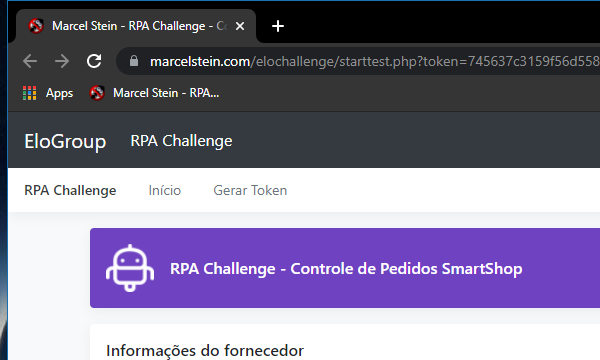 Marcel Stein - RPA Challenge - Co
marcelstein.com/elochallenge/starttest.php?token=745637c3159f56d558
Apps
Marcel Stein - RPA...
EloGroup
RPA Challenge
RPA Challenge
Início
Gerar Token
RPA Challenge - Controle de Pedidos SmartShop
Informações do fornecedor